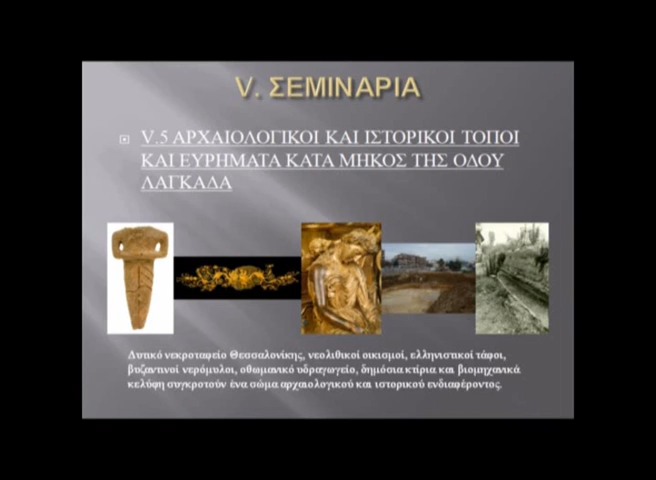 V. ΣΕΜΙΝΑΡΙΑ
V.5 ΑΡΧΑΙΟΛΟΓΙΚΟΙ ΚΑΙ ΙΣΤΟΡΙΚΟΙ ΤΟΠΟΙ
ΚΑΙ ΕΥΡΗΜΑΤΑ ΚΑΤΑ ΜΗΚΟΣ ΤΗΣ ΟΔΟΥ
ΛΑΓΚΑΔΑ
Δυτικό νεκροταφείο Θεσσαλονίκης, νεολιθικοί οικισμοί, ελληνιστικοί τάφοι,
βυζαντινοί νερόμυλοι, οθωμανικό υδραγωγείο, δημόσια κτίρια και βιομηχανικά
κελύφη συγκροτούν ένα σώμα αρχαιολογικού και ιστορικού ενδιαφέροντος.